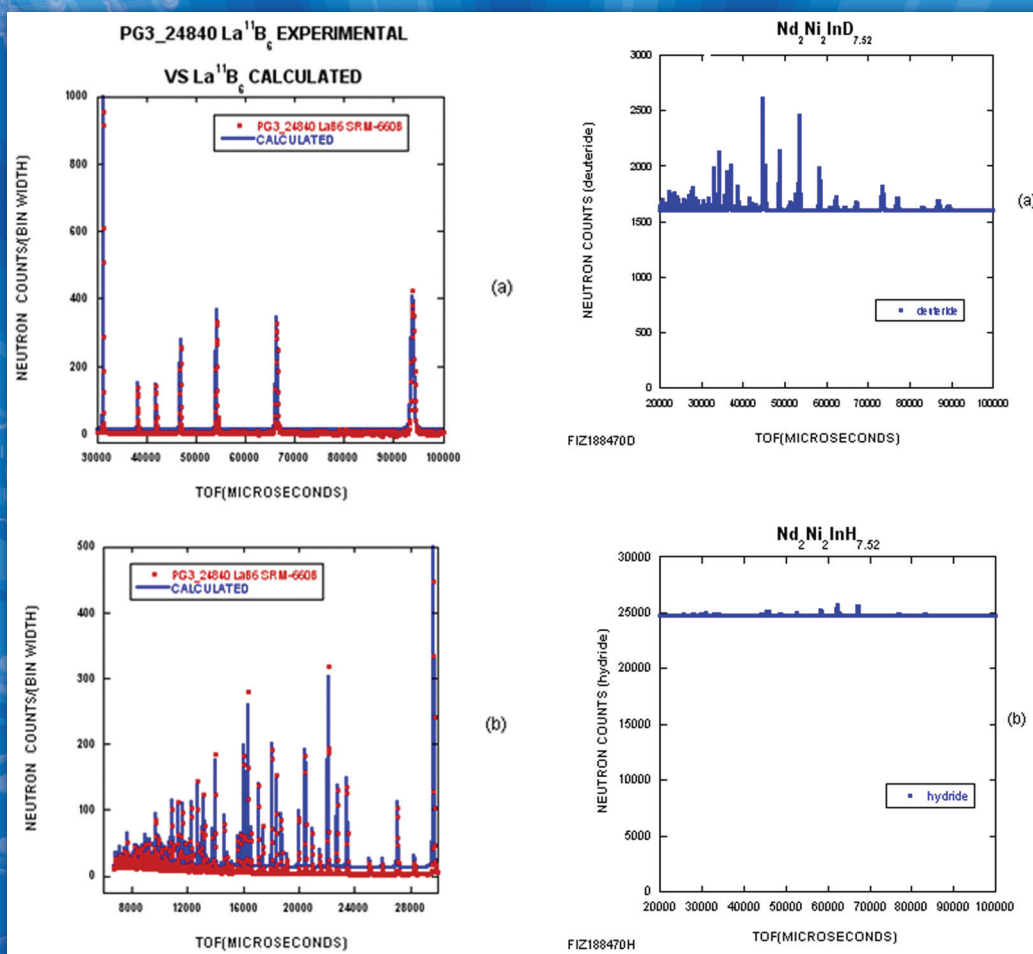 PG3_24840 La¹¹B₆ EXPERIMENTAL
VS La¹¹B₆ CALCULATED
1000
800
600
400
200
0
30000 40000 50000 60000 70000 80000 90000 100000
NEUTRON COUNTS/(BIN WIDTH)
PG3_24840 LaB6 SRM-660B
CALCULATED
TOF(MICROSECONDS)
(a)
500
400
300
200
100
0
8000 12000 16000 20000 24000 28000
NEUTRON COUNTS/(BIN WIDTH)
PG3_24840 LaB6 SRM-660B
CALCULATED
TOF(MICROSECONDS)
(b)
Nd₂Ni₂InD₇.₅₂
3000
2500
2000
1500
1000
500
0
20000 30000 40000 50000 60000 70000 80000 90000 100000
NEUTRON COUNTS (deuteride)
deuteride
TOF(MICROSECONDS)
FIZ188470D
(a)
Nd₂Ni₂InH₇.₅₂
30000
25000
20000
15000
10000
5000
0
20000 30000 40000 50000 60000 70000 80000 90000 100000
NEUTRON COUNTS (hydride)
hydride
TOF(MICROSECONDS)
FIZ188470H
(b)